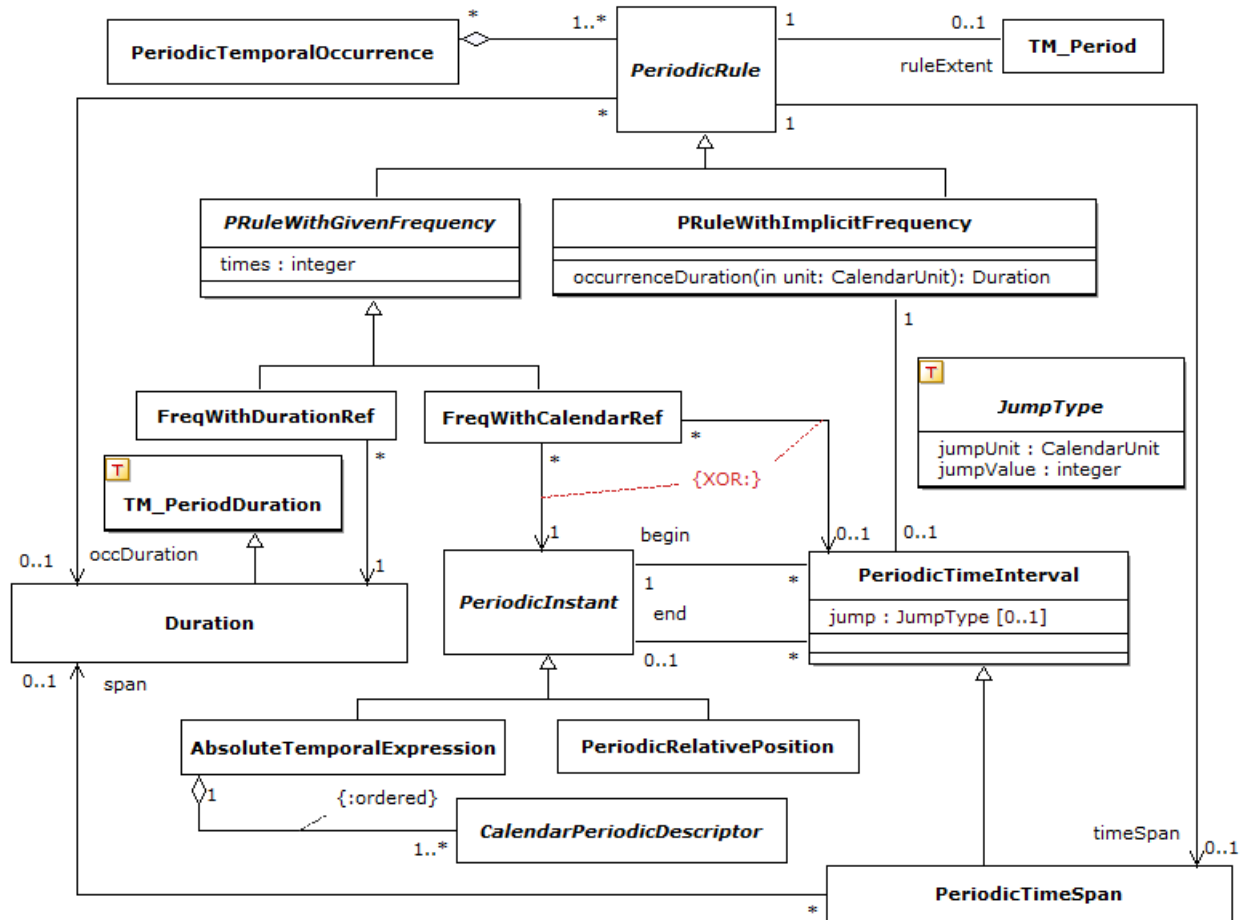 *
1..*
1
0..1
PeriodicTemporalOccurrence
PeriodicRule
TM_Period
ruleExtent
*
1
PRuleWithGivenFrequency
times : integer
PRuleWithImplicitFrequency
occurrenceDuration(in unit: CalendarUnit): Duration
1
T
JumpType
jumpUnit : CalendarUnit
jumpValue : integer
FreqWithDurationRef
FreqWithCalendarRef
*
*
*
{XOR:}
T
TM_PeriodDuration
0..1
occDuration
1
1
begin
0..1
0..1
Duration
PeriodicInstant
1
*
end
0..1
*
PeriodicTimeInterval
jump : JumpType [0..1]
0..1
span
AbsoluteTemporalExpression
PeriodicRelativePosition
1
{:ordered}
1..*
CalendarPeriodicDescriptor
timeSpan
0..1
*
PeriodicTimeSpan